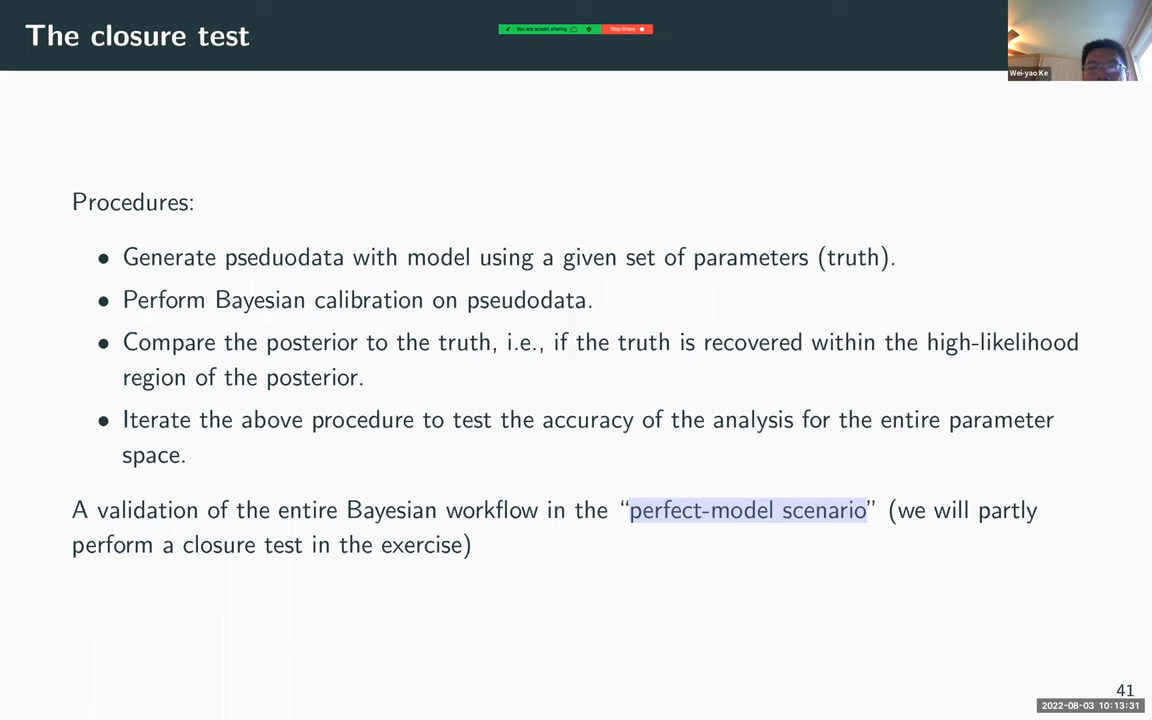 The closure test
You are screen sharing
Stop Share
Wei-yao Ke
Procedures:
• Generate pseduodata with model using a given set of parameters (truth).
• Perform Bayesian calibration on pseudodata.
• Compare the posterior to the truth, i.e., if the truth is recovered within the high-likelihood
region of the posterior.
• Iterate the above procedure to test the accuracy of the analysis for the entire parameter
space.
A validation of the entire Bayesian workflow in the “perfect-model scenario” (we will partly
perform a closure test in the exercise)
41
2022-08-03 10:13:31